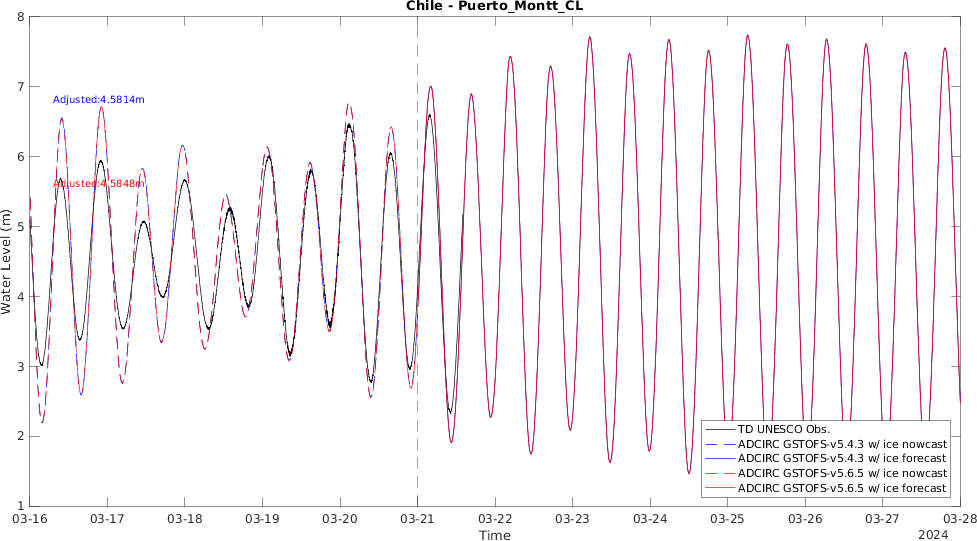 Chile - Puerto_Montt_CL
8
7
6
5
4
3
2
1
Water Level (m)
Adjusted:4.5814m
Adjusted:4.5848m
TD UNESCO Obs.
ADCIRC GSTOFS-v5.4.3 w/ ice nowcast
ADCIRC GSTOFS-v5.4.3 w/ ice forecast
ADCIRC GSTOFS-v5.6.5 w/ ice nowcast
ADCIRC GSTOFS-v5.6.5 w/ ice forecast
03-16 03-17 03-18 03-19 03-20 03-21 03-22 03-23 03-24 03-25 03-26 03-27 03-28
Time
2024